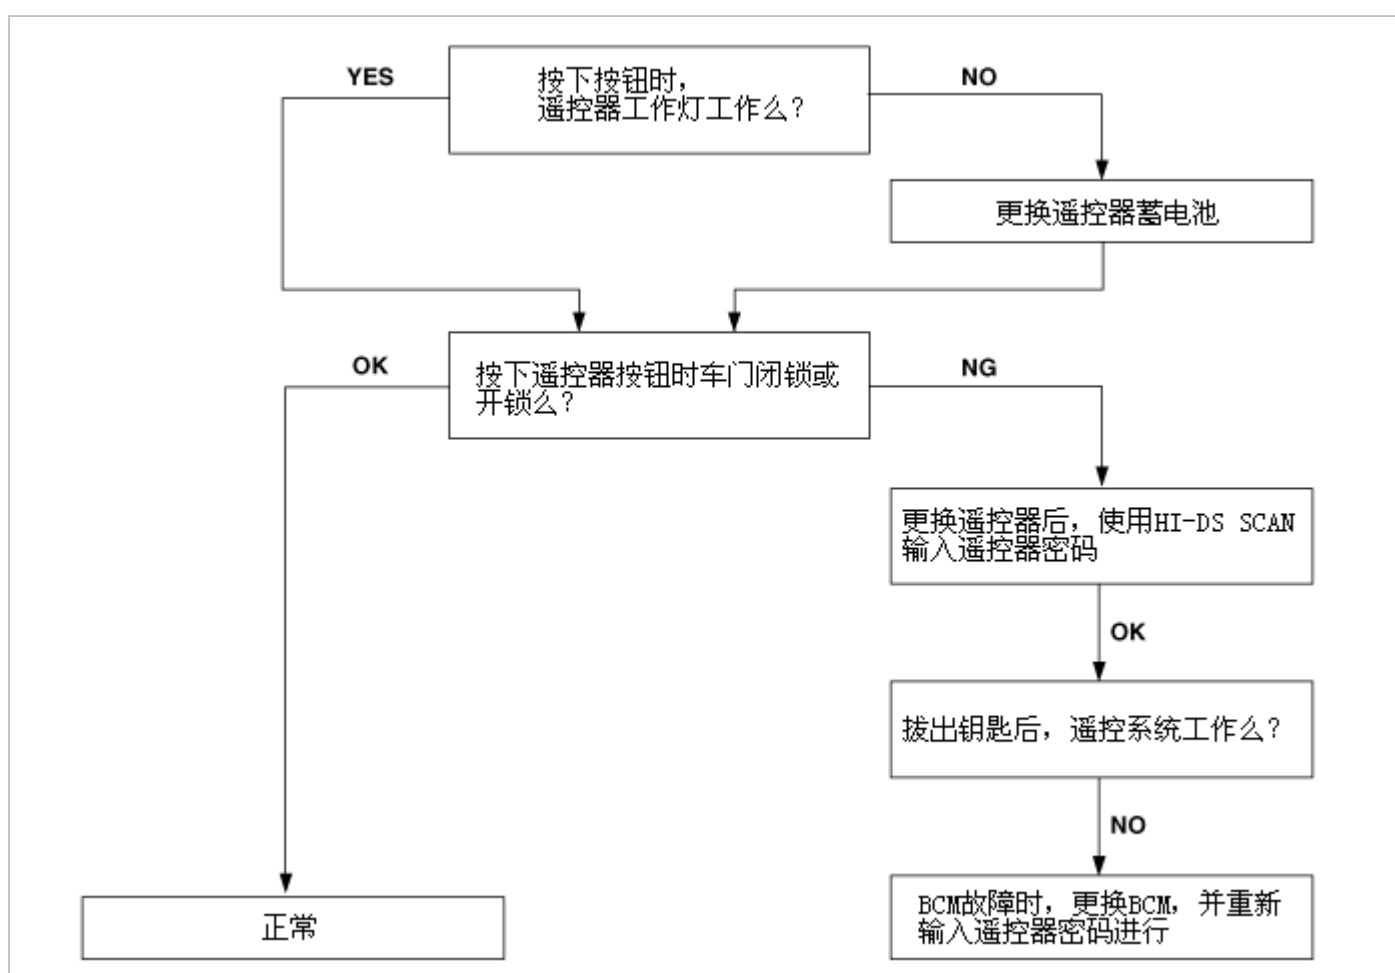 YES
按下按钮时，
遥控器工作灯工作么？
NO
更换遥控器蓄电池
OK
按下遥控器按钮时车门闭锁或
开锁么？
NG
更换遥控器后，使用HI-DS SCAN
输入遥控器密码
OK
拔出钥匙后，遥控系统工作么？
NO
正常
BCM故障时，更换BCM，并重新
输入遥控器密码进行